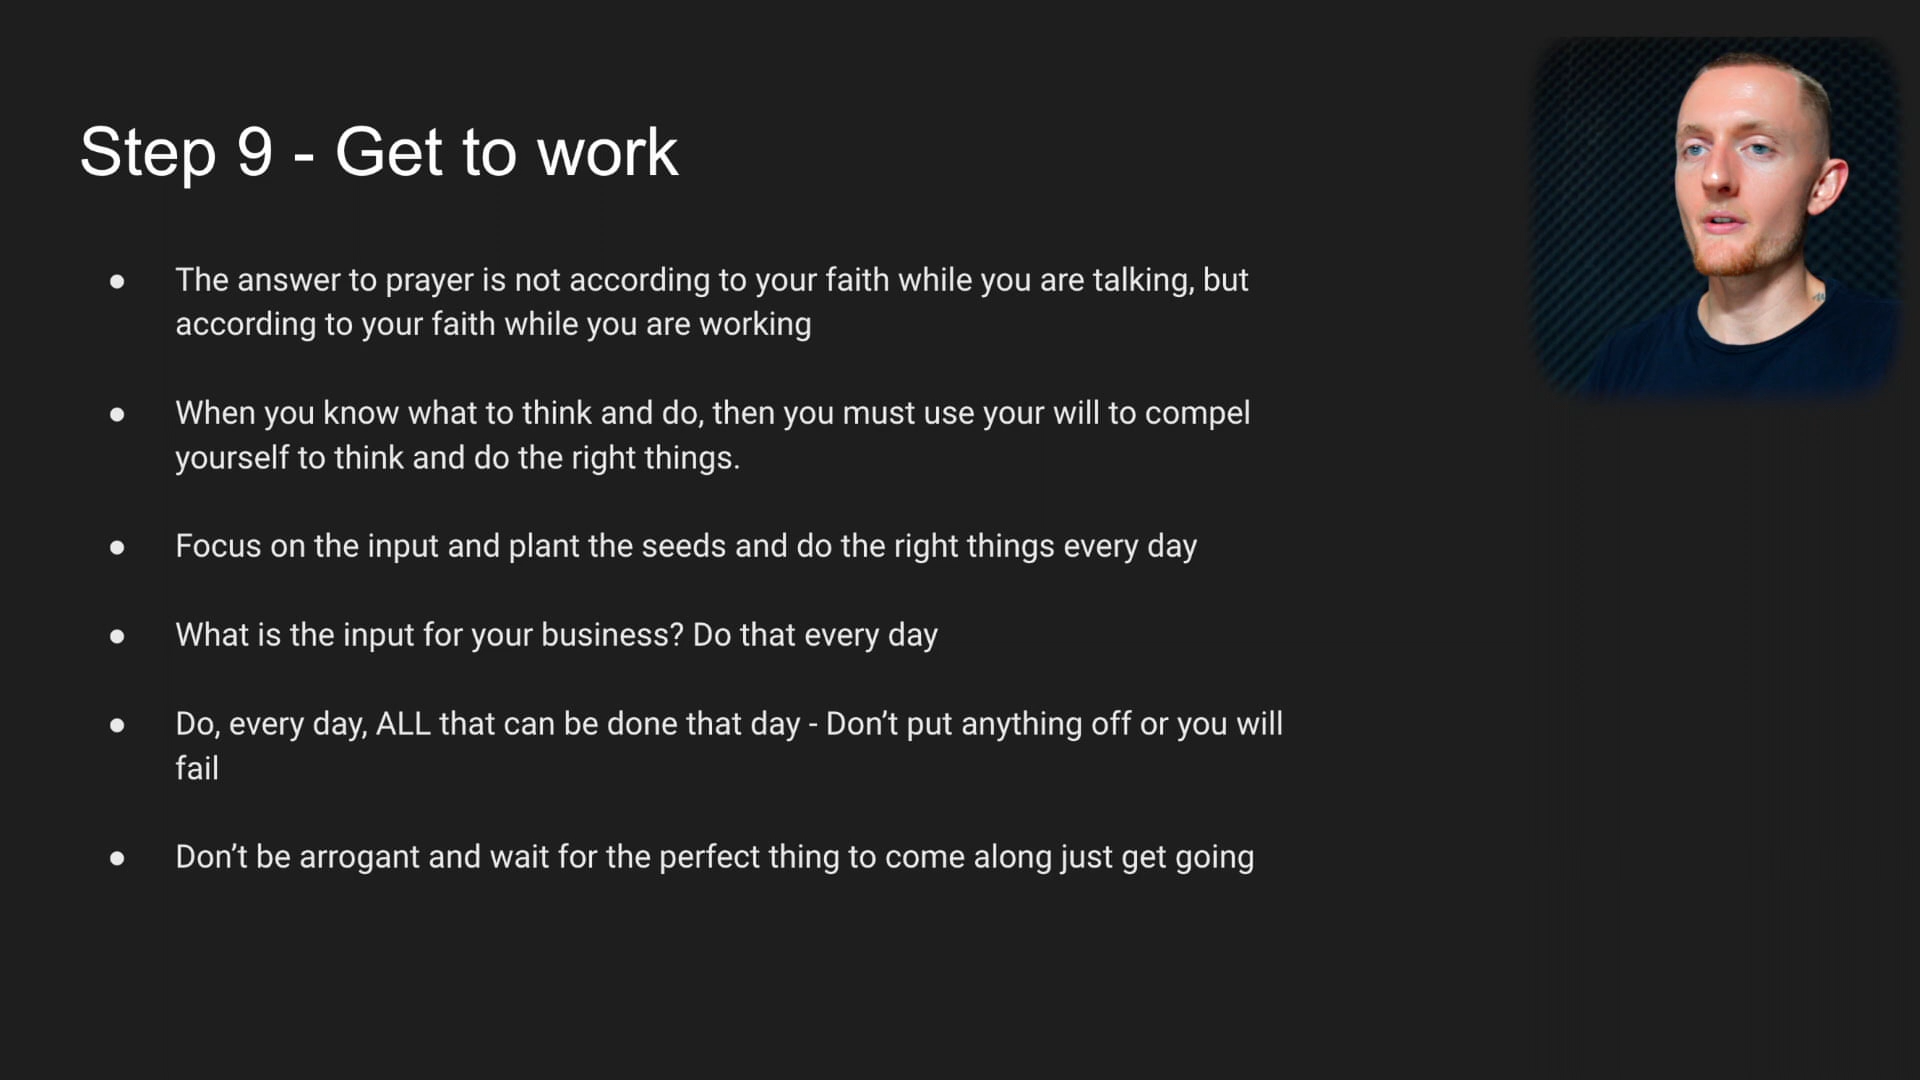 Step 9 - Get to work
● The answer to prayer is not according to your faith while you are talking, but
according to your faith while you are working
● When you know what to think and do, then you must use your will to compel
yourself to think and do the right things.
● Focus on the input and plant the seeds and do the right things every day
● What is the input for your business? Do that every day
● Do, every day, ALL that can be done that day - Don’t put anything off or you will
fail
● Don’t be arrogant and wait for the perfect thing to come along just get going